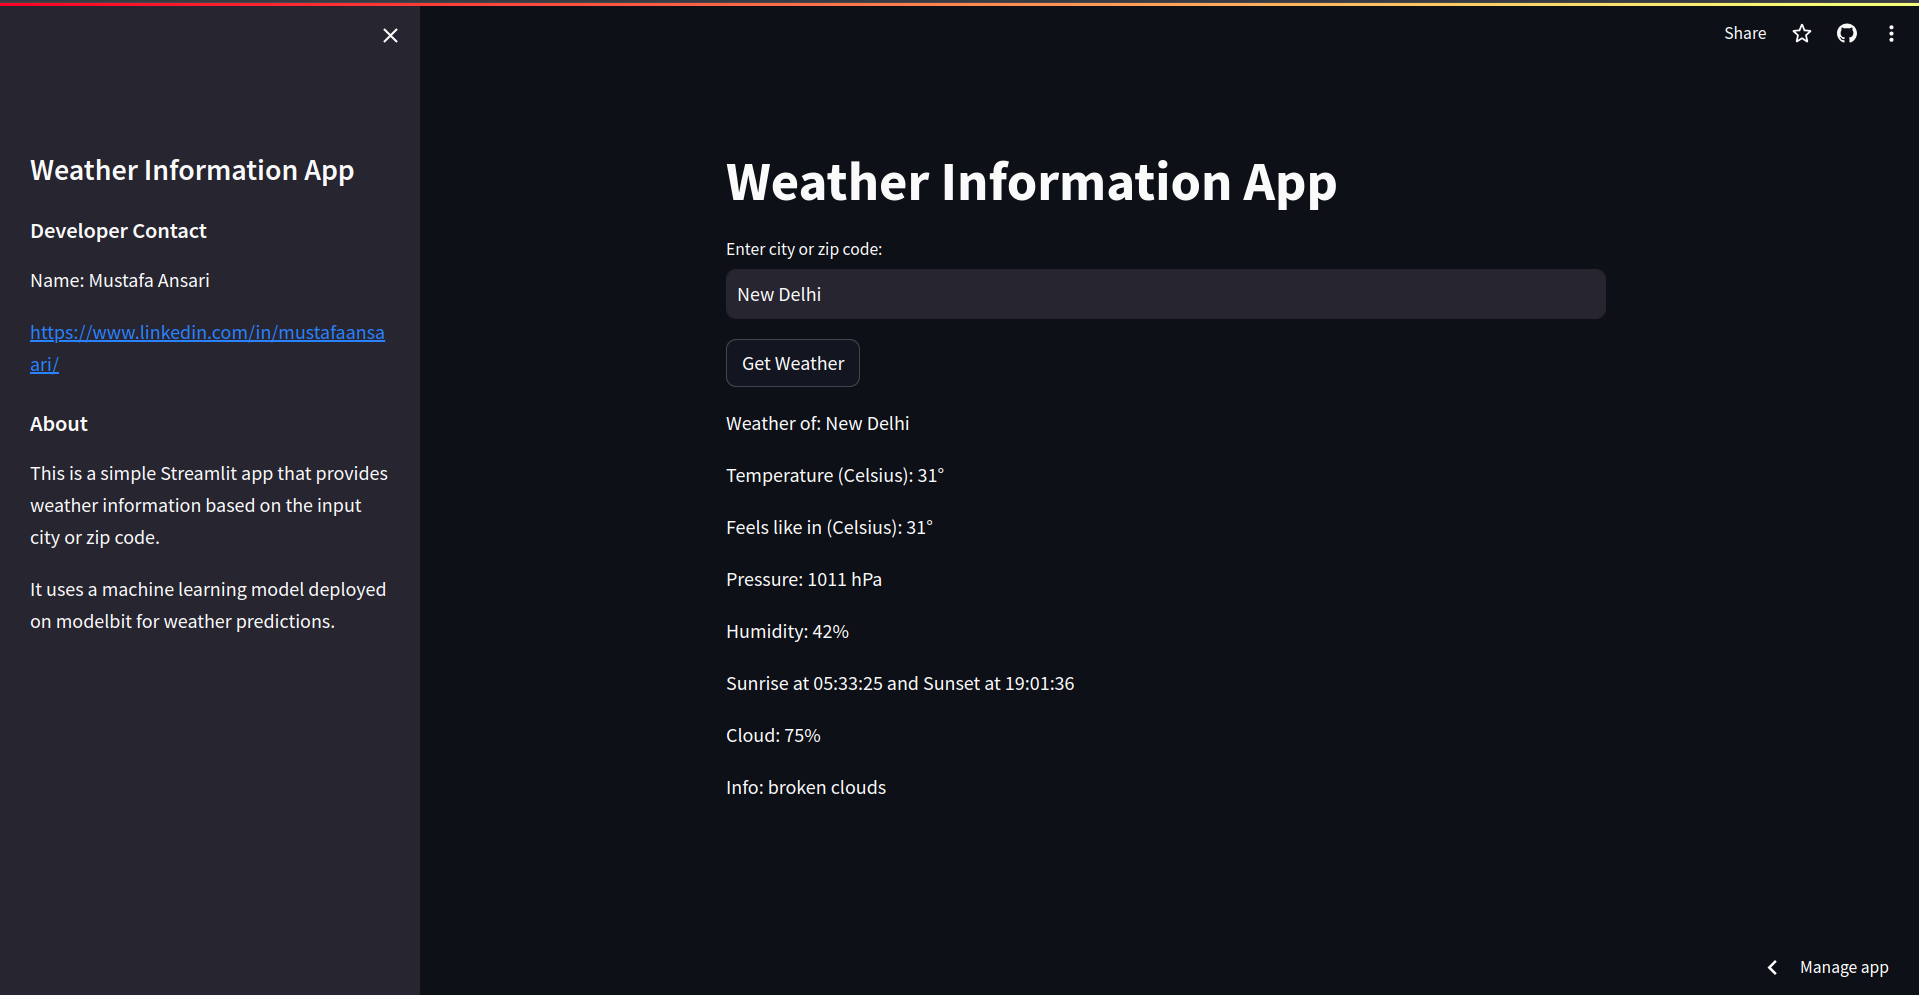 Share
Weather Information App
Developer Contact
Name: Mustafa Ansari
https://www.linkedin.com/in/mustafaansa
ari/
About
This is a simple Streamlit app that provides
weather information based on the input
city or zip code.
It uses a machine learning model deployed
on modelbit for weather predictions.
Weather Information App
Enter city or zip code:
New Delhi
Get Weather
Weather of: New Delhi
Temperature (Celsius): 31°
Feels like in (Celsius): 31°
Pressure: 1011 hPa
Humidity: 42%
Sunrise at 05:33:25 and Sunset at 19:01:36
Cloud: 75%
Info: broken clouds
Manage app